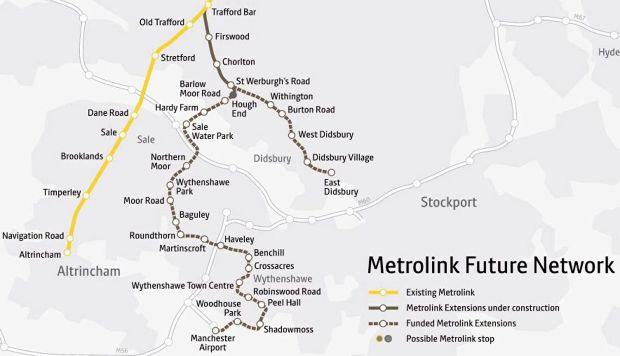 M67
Trafford Bar
Old Trafford
Firswood
Hyde
Stretford
Chorlton
St Werburgh's Road
Barlow
Moor Road
Withington
Hough
End
Hardy Farm
Burton Road
Dane Road
Sale
Water Park
Sale
Sale
West Didsbury
Didsbury
Didsbury Village
Brooklands
Northern
Moor
East
Didsbury
Wythenshawe
Park
Timperley
Moor Road
M60
Stockport
Baguley
Navigation Road
Roundthorn
Haveley
Martinscroft
Altrincham
Benchill
Altrincham
Crossacres
Wythenshawe
Wythenshawe Town Centre
Robinswood Road
Woodhouse
Park
Peel Hall
Shadowmoss
Manchester
Airport
M56
Metrolink Future Network
Existing Metrolink
Metrolink Extensions under construction
Funded Metrolink Extensions
Possible Metrolink stop